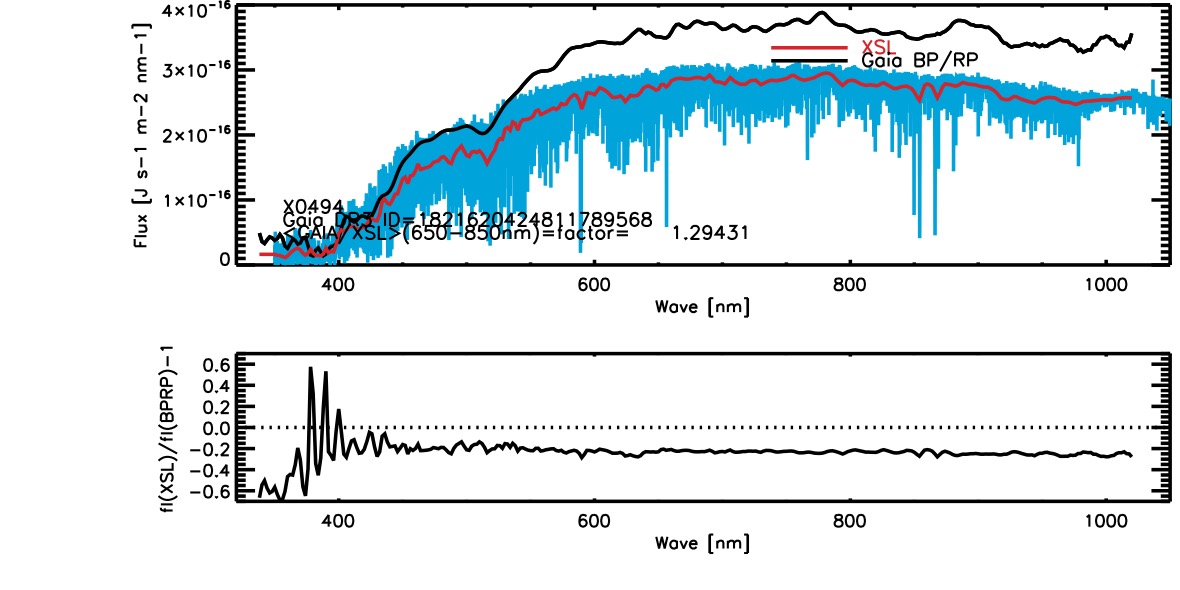 4×10−16
3×10−16
2×10−16
1×10−16
0
Flux [J s−1 m−2 nm−1]
XSL
Gaia BP/RP
X0494
Gaia DR3 ID=1821620424811789568
<GAIA/XSL>(650−850nm)=factor= 1.29431
400 600 800 1000
Wave [nm]
0.6
0.4
0.2
0.0
−0.2
−0.4
−0.6
fl(XSL)/fl(BPRP)−1
400 600 800 1000
Wave [nm]